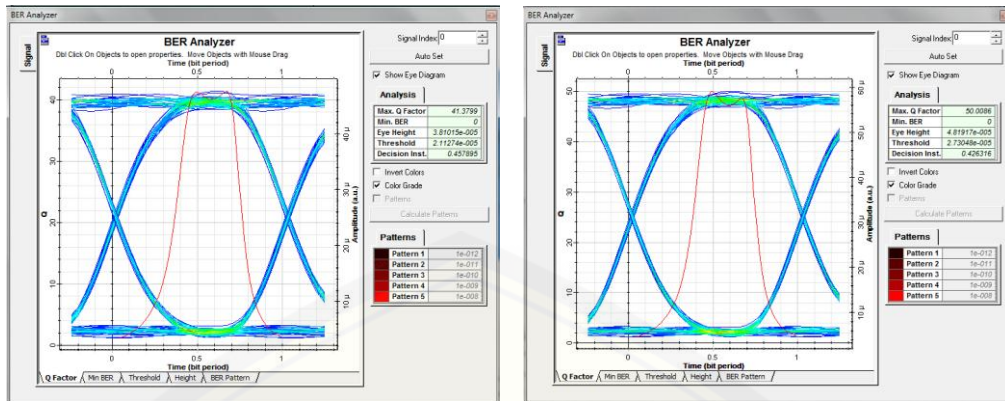 BER Analyzer
Signal
Dbl Click On Objects to open properties. Move Objects with Mouse Drag
BER Analyzer
Time (bit period)
0 0.5 1
Q
0 10 20 30 40
Amplitude (a.u.)
10 µ 20 µ 30 µ 40 µ
0 0.5 1
Time (bit period)
Q Factor Min BER Threshold Height BER Pattern
Signal Index: 0
Auto Set
Show Eye Diagram
Analysis
Max. Q Factor 41.3799
Min. BER 0
Eye Height 3.81015e-005
Threshold 2.11274e-005
Decision Inst. 0.457895
Invert Colors
Color Grade
Patterns
Calculate Patterns
Patterns
Pattern 1 1e-012
Pattern 2 1e-011
Pattern 3 1e-010
Pattern 4 1e-009
Pattern 5 1e-008
BER Analyzer
Signal
BER Analyzer
Dbl Click On Objects to open properties. Move Objects with Mouse Drag
Time (bit period)
0 0.5 1
Q
0 10 20 30 40 50
Amplitude (a.u.)
10 µ 20 µ 30 µ 40 µ 50 µ 60 µ
0 0.5 1
Time (bit period)
Q Factor Min BER Threshold Height BER Pattern
Signal Index: 0
Auto Set
Show Eye Diagram
Analysis
Max. Q Factor 50.0086
Min. BER 0
Eye Height 4.81917e-005
Threshold 2.73048e-005
Decision Inst. 0.426316
Invert Colors
Color Grade
Patterns
Calculate Patterns
Patterns
Pattern 1 1e-012
Pattern 2 1e-011
Pattern 3 1e-010
Pattern 4 1e-009
Pattern 5 1e-008